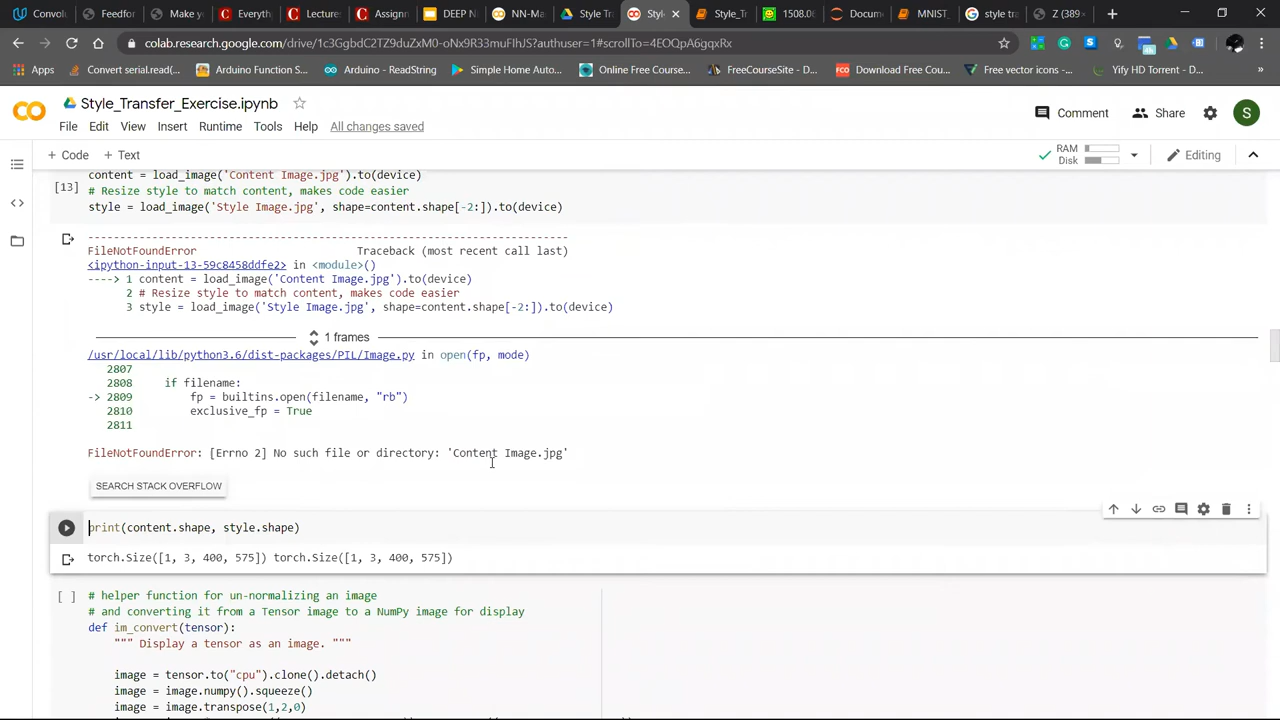 Convolu
Feedfor
Make y
Everyth
Lecture
Assignn
DEEP N
NN-Ma
Style Tr
Styl
Style_Tr
1508.06
Docum
MNIST_
style tra
Z (389 ×
colab.research.google.com/drive/1c3GgbdC2TZ9duZxM0-oNx9R33muFlhJS?authuser=1#scrollTo=4EOQpA6gqxRx
Apps
Convert serial.read(...
Arduino Function S...
Arduino - ReadString
Simple Home Auto...
Online Free Course...
FreeCourseSite - Do...
Download Free Cou...
Free vector icons -...
Yify HD Torrent - D...
Style_Transfer_Exercise.ipynb
Comment
Share
S
File Edit View Insert Runtime Tools Help All changes saved
+ Code + Text
RAM
Disk
Editing
content = load_image('Content Image.jpg').to(device)
[13]
# Resize style to match content, makes code easier
style = load_image('Style Image.jpg', shape=content.shape[-2:]).to(device)
---------------------------------------------------------------------------
FileNotFoundError Traceback (most recent call last)
<ipython-input-13-59c8458ddfe2> in <module>()
----> 1 content = load_image('Content Image.jpg').to(device)
2 # Resize style to match content, makes code easier
3 style = load_image('Style Image.jpg', shape=content.shape[-2:]).to(device)
1 frames
/usr/local/lib/python3.6/dist-packages/PIL/Image.py in open(fp, mode)
2807
2808 if filename:
-> 2809 fp = builtins.open(filename, "rb")
2810 exclusive_fp = True
2811
FileNotFoundError: [Errno 2] No such file or directory: 'Content Image.jpg'
SEARCH STACK OVERFLOW
print(content.shape, style.shape)
torch.Size([1, 3, 400, 575]) torch.Size([1, 3, 400, 575])
[ ] # helper function for un-normalizing an image
# and converting it from a Tensor image to a NumPy image for display
def im_convert(tensor):
""" Display a tensor as an image. """
image = tensor.to("cpu").clone().detach()
image = image.numpy().squeeze()
image = image.transpose(1,2,0)